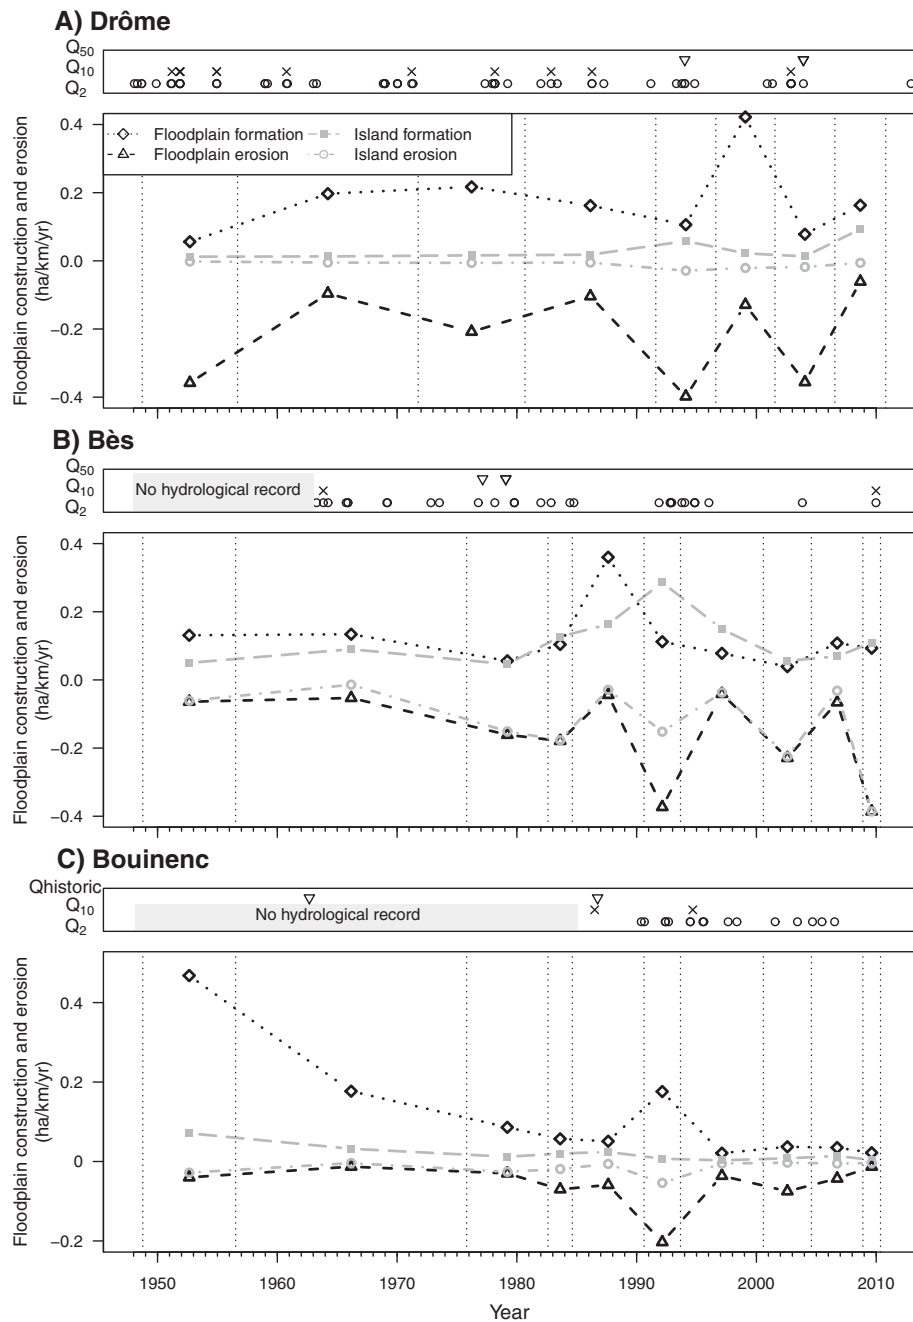 A) Drôme
Q50
Q10
Q2
Floodplain formation
Island formation
Floodplain erosion
Island erosion
0.4
0.2
0.0
−0.2
−0.4
Floodplain construction and erosion
(ha/km/yr)
B) Bès
Q50
Q10
Q2
No hydrological record
0.4
0.2
0.0
−0.2
−0.4
Floodplain construction and erosion
(ha/km/yr)
C) Bouinenc
Qhistoric
Q10
Q2
No hydrological record
0.4
0.2
0
−0.2
Floodplain construction and erosion
(ha/km/yr)
1950 1960 1970 1980 1990 2000 2010
Year